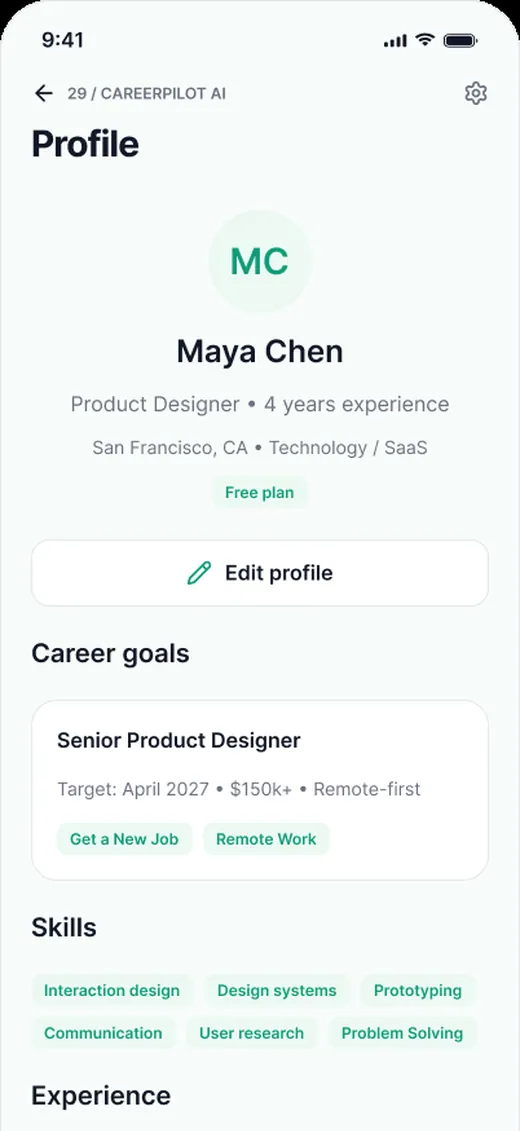 9:41
29 / CAREERPILOT AI
Profile
MC
Maya Chen
Product Designer • 4 years experience
San Francisco, CA • Technology / SaaS
Free plan
Edit profile
Career goals
Senior Product Designer
Target: April 2027 • $150k+ • Remote-first
Get a New Job Remote Work
Skills
Interaction design Design systems Prototyping
Communication User research Problem Solving
Experience